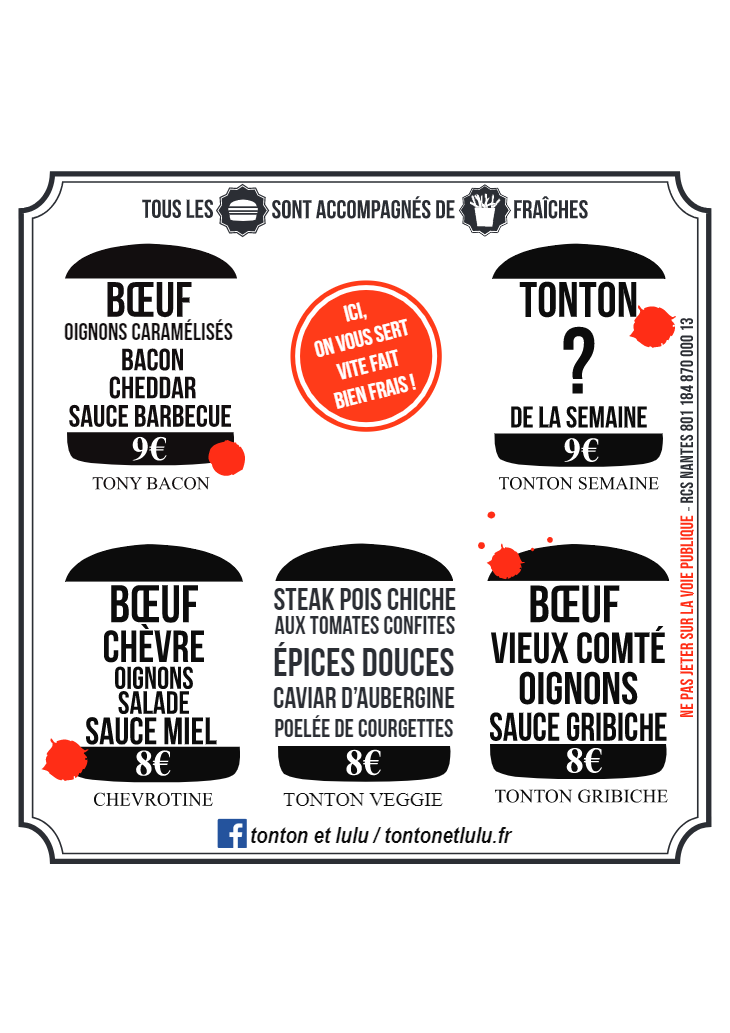 TOUS LES SONT ACCOMPAGNÉS DE FRAÎCHES
BŒUF
OIGNONS CARAMÉLISÉS
BACON
CHEDDAR
SAUCE BARBECUE
9€
TONY BACON
ICI,
ON VOUS SERT
VITE FAIT
BIEN FRAIS !
TONTON
?
DE LA SEMAINE
9€
TONTON SEMAINE
BŒUF
CHÈVRE
OIGNONS
SALADE
SAUCE MIEL
8€
CHEVROTINE
STEAK POIS CHICHE
AUX TOMATES CONFITES
ÉPICES DOUCES
CAVIAR D'AUBERGINE
POELÉE DE COURGETTES
8€
TONTON VEGGIE
BŒUF
VIEUX COMTÉ
OIGNONS
SAUCE GRIBICHE
8€
TONTON GRIBICHE
NE PAS JETER SUR LA VOIE PUBLIQUE - RCS NANTES 801 184 870 000 13
f tonton et lulu / tontonetlulu.fr